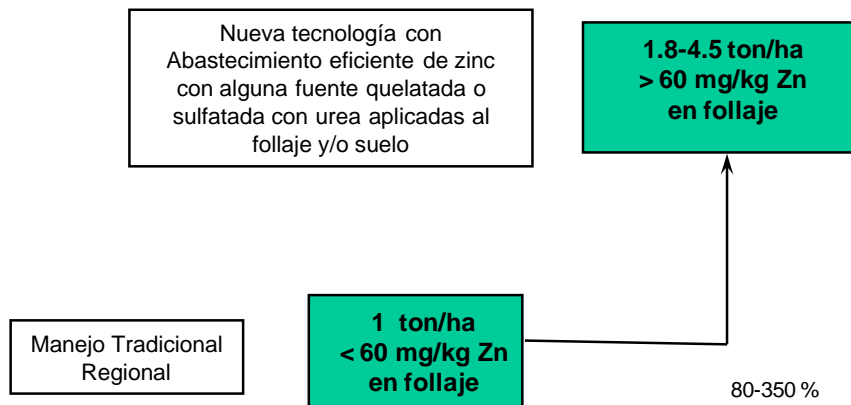 Nueva tecnología con
Abastecimiento eficiente de zinc
con alguna fuente quelatada o
sulfatada con urea aplicadas al
follaje y/o suelo
1.8-4.5 ton/ha
> 60 mg/kg Zn
en follaje
Manejo Tradicional
Regional
1 ton/ha
< 60 mg/kg Zn
en follaje
80-350 %